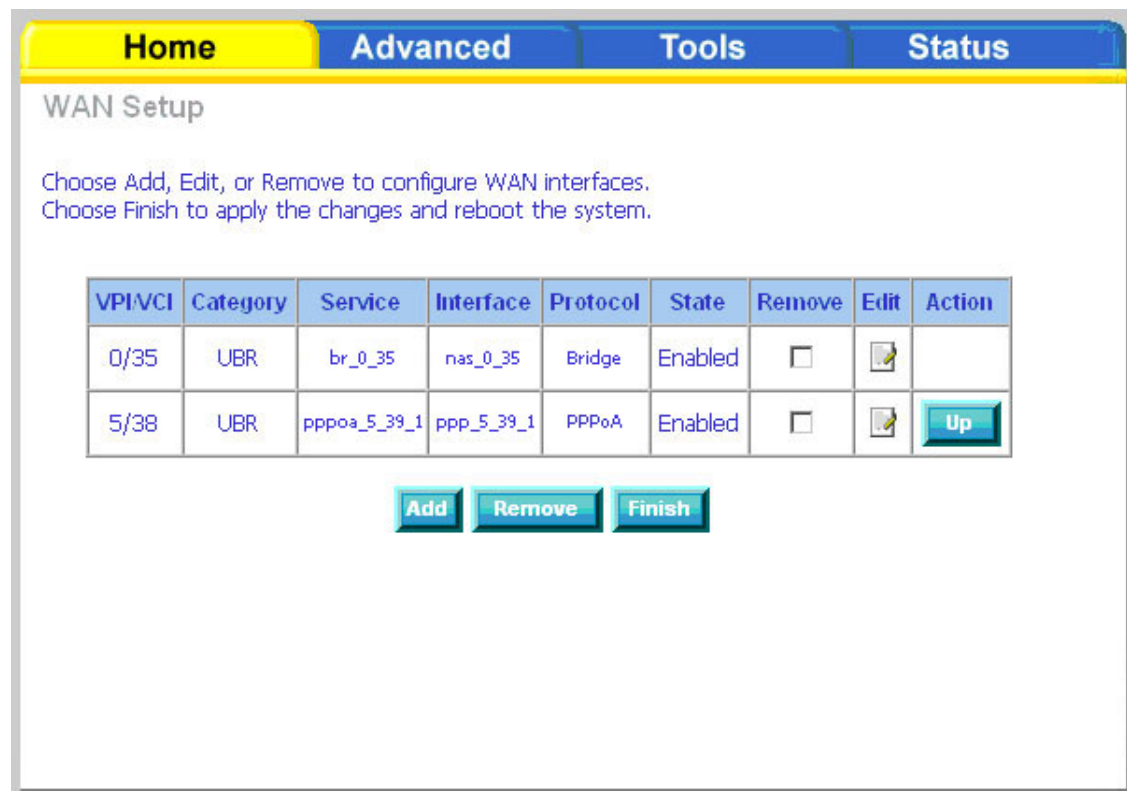 Home Advanced Tools Status
WAN Setup
Choose Add, Edit, or Remove to configure WAN interfaces.
Choose Finish to apply the changes and reboot the system.
VPI/VCI Category Service Interface Protocol State Remove Edit Action
0/35 UBR br_0_35 nas_0_35 Bridge Enabled
5/38 UBR pppoa_5_39_1 ppp_5_39_1 PPPoA Enabled Up
Add Remove Finish